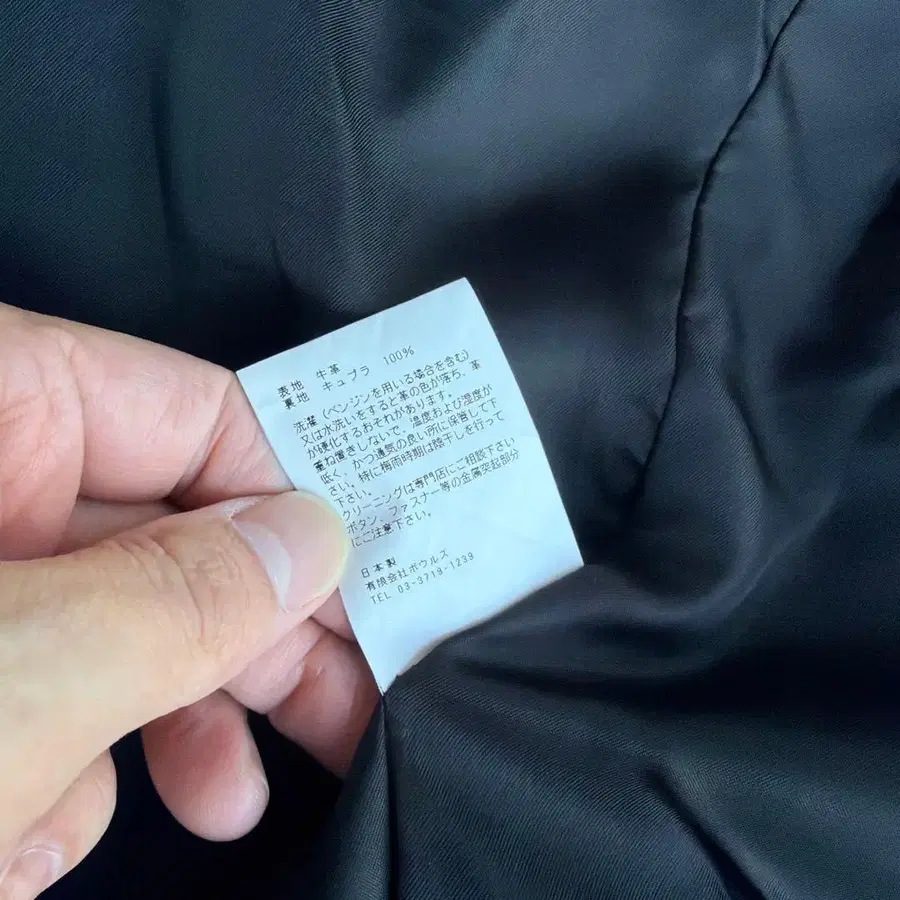 表地 牛革
裏地 キュプラ 100%
洗濯(ベンジンを用いる場合を含む)
又は水洗いをすると革の色が落ち、革
が硬化するおそれがあります。
重ね置きしないで、温度および湿度が
低く、かつ通気の良い所に保管して下
さい。特に梅雨時期は陰干しを行って
下さい。
クリーニングは専門店にご相談下さい
ボタン、ファスナー等の金属突起部分
にご注意下さい。
日本製
有限会社ボウルズ
TEL 03-3719-1239